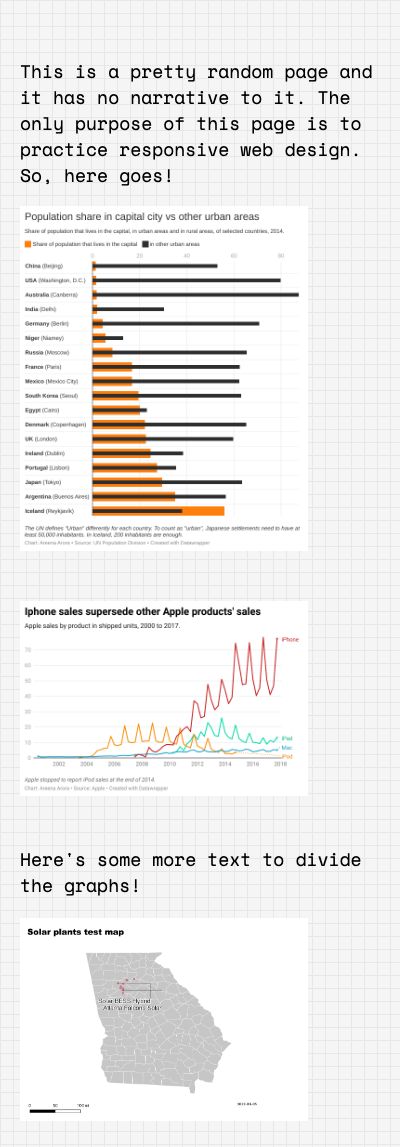 This is a pretty random page and
it has no narrative to it. The
only purpose of this page is to
practice responsive web design.
So, here goes!
Population share in capital city vs other urban areas
Share of population that lives in the capital, in urban areas and in rural areas, of selected countries, 2014.
Share of population that lives in the capital in other urban areas
0 20 40 60 80
China (Beijing)
USA (Washington, D.C.)
Australia (Canberra)
India (Delhi)
Germany (Berlin)
Niger (Niamey)
Russia (Moscow)
France (Paris)
Mexico (Mexico City)
South Korea (Seoul)
Egypt (Cairo)
Denmark (Copenhagen)
UK (London)
Ireland (Dublin)
Portugal (Lisbon)
Japan (Tokyo)
Argentina (Buenos Aires)
Iceland (Reykjavík)
The UN defines "Urban" differently for each country. To count as "urban", Japanese settlements need to have at
least 50,000 inhabitants. In Iceland, 200 inhabitants are enough.
Chart: Areena Arora • Source: UN Population Division • Created with Datawrapper
Iphone sales supersede other Apple products' sales
Apple sales by product in shipped units, 2000 to 2017.
iPhone
70
60
50
40
30
20
iPad
10
Mac
iPod
0
2002 2004 2006 2008 2010 2012 2014 2016 2018
Apple stopped to report iPod sales at the end of 2014.
Chart: Areena Arora • Source: Apple • Created with Datawrapper
Here's some more text to divide
the graphs!
Solar plants test map
Solar BESS Hybrid
Atlanta Falcons Solar
0 50 100 mi